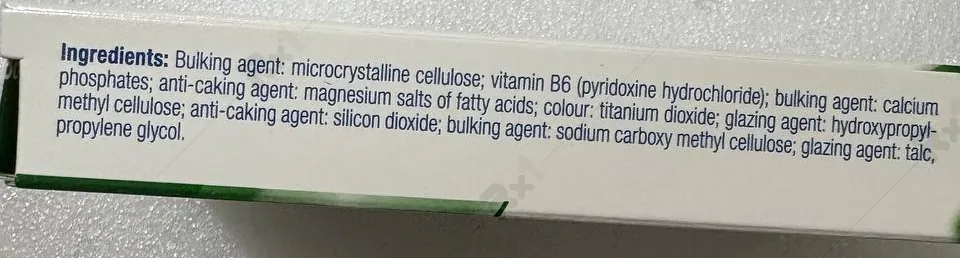 Ingredients: Bulking agent: microcrystalline cellulose; vitamin B6 (pyridoxine hydrochloride); bulking agent: calcium
phosphates; anti-caking agent: magnesium salts of fatty acids; colour: titanium dioxide; glazing agent: hydroxypropyl-
methyl cellulose; anti-caking agent: silicon dioxide; bulking agent: sodium carboxy methyl cellulose; glazing agent: talc,
propylene glycol.